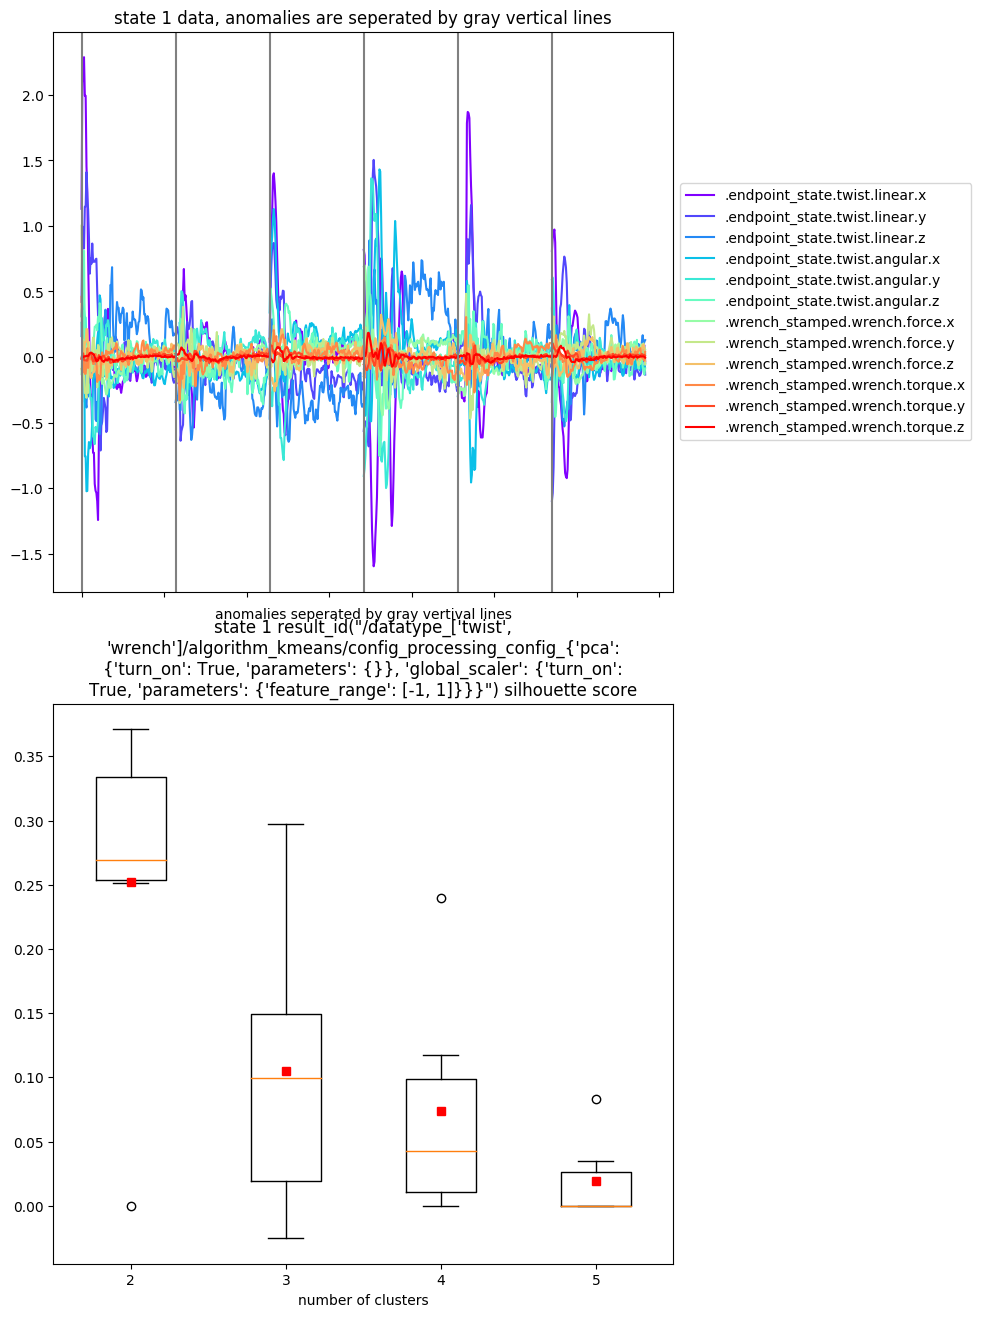 state 1 data, anomalies are seperated by gray vertical lines
2.0
1.5
1.0
0.5
0.0
−0.5
−1.0
−1.5
.endpoint_state.twist.linear.x
.endpoint_state.twist.linear.y
.endpoint_state.twist.linear.z
.endpoint_state.twist.angular.x
.endpoint_state.twist.angular.y
.endpoint_state.twist.angular.z
.wrench_stamped.wrench.force.x
.wrench_stamped.wrench.force.y
.wrench_stamped.wrench.force.z
.wrench_stamped.wrench.torque.x
.wrench_stamped.wrench.torque.y
.wrench_stamped.wrench.torque.z
anomalies seperated by gray vertival lines
state 1 result_id("/datatype_['twist',
'wrench']/algorithm_kmeans/config_processing_config_{'pca':
{'turn_on': True, 'parameters': {}}, 'global_scaler': {'turn_on':
True, 'parameters': {'feature_range': [-1, 1]}}}") silhouette score
0.35
0.30
0.25
0.20
0.15
0.10
0.05
0.00
2 3 4 5
number of clusters